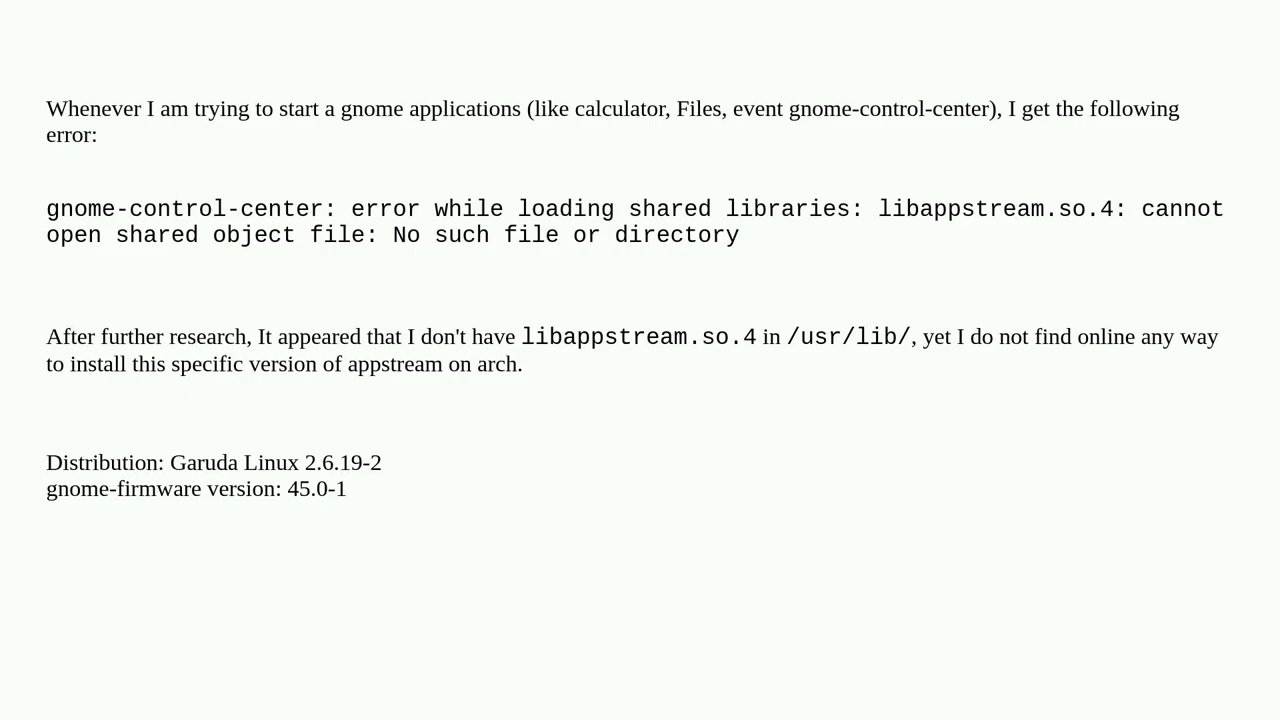 Whenever I am trying to start a gnome applications (like calculator, Files, event gnome-control-center), I get the following
error:
gnome-control-center: error while loading shared libraries: libappstream.so.4: cannot
open shared object file: No such file or directory
After further research, It appeared that I don't have libappstream.so.4 in /usr/lib/, yet I do not find online any way
to install this specific version of appstream on arch.
Distribution: Garuda Linux 2.6.19-2
gnome-firmware version: 45.0-1